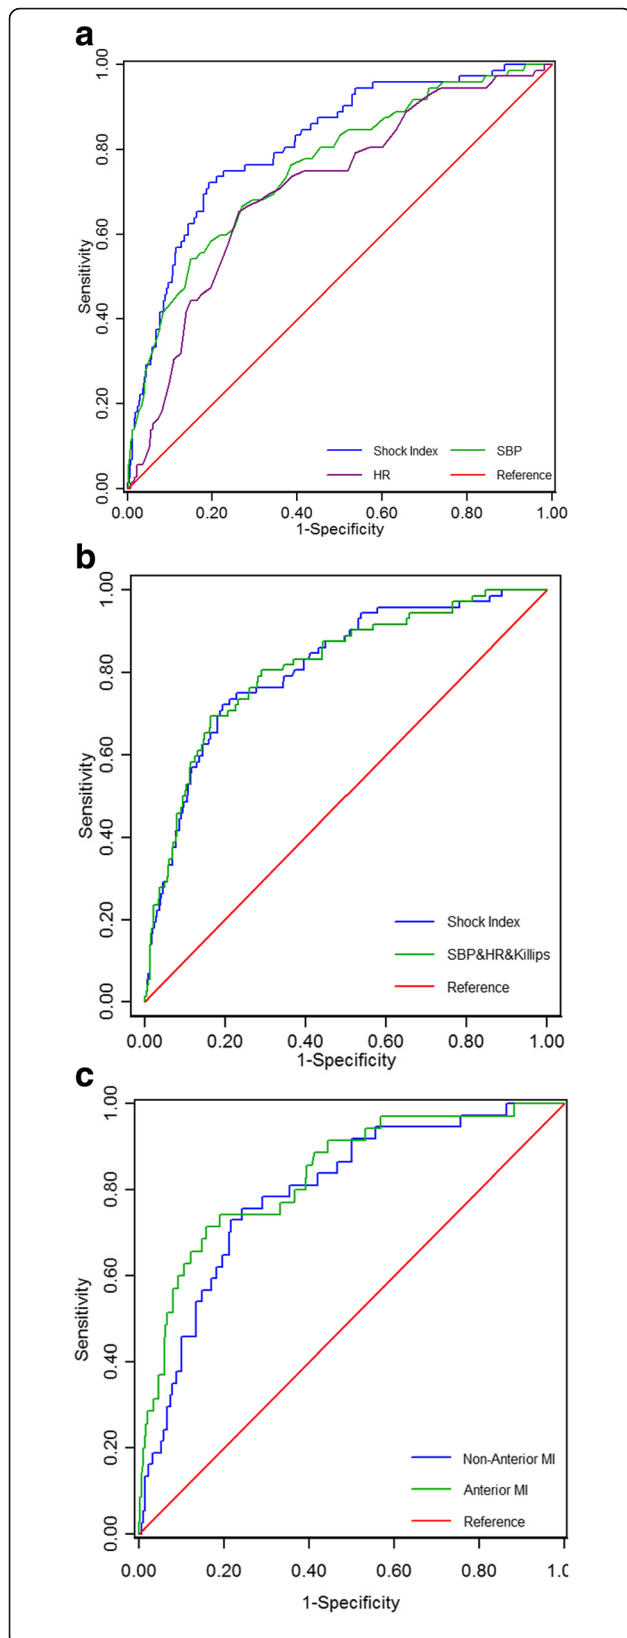 a
1.00
0.80
0.60
0.40
0.20
0.00
Sensitivity
Shock Index
SBP
HR
Reference
0.00 0.20 0.40 0.60 0.80 1.00
1-Specificity
b
1.00
0.80
0.60
0.40
0.20
0.00
Sensitivity
Shock Index
SBP&HR&Killips
Reference
0.00 0.20 0.40 0.60 0.80 1.00
1-Specificity
c
1.00
0.80
0.60
0.40
0.20
0.00
Sensitivity
Non-Anterior MI
Anterior MI
Reference
0.00 0.20 0.40 0.60 0.80 1.0
1-Specificity